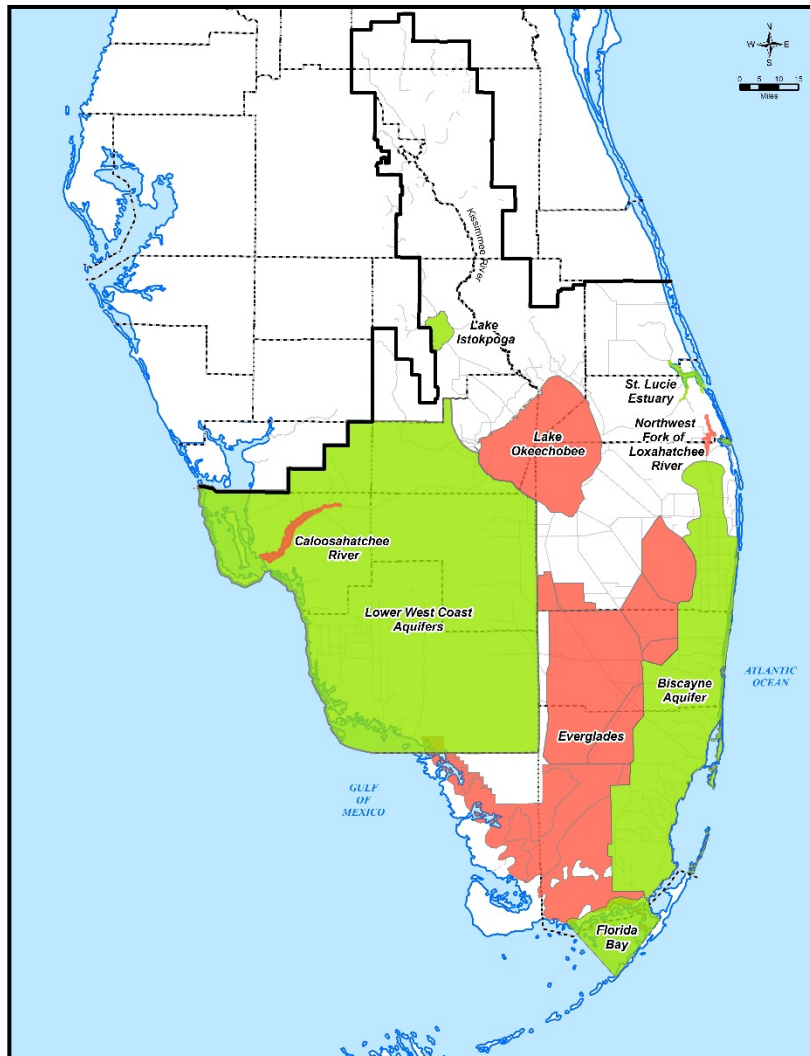 N
W E
S
0 5 10 15
Miles
Kissimmee River
Lake
Istokpoga
St. Lucie
Estuary
Northwest
Fork of
Loxahatchee
River
Lake
Okeechobee
Caloosahatchee
River
Lower West Coast
Aquifers
Biscayne
Aquifer
ATLANTIC
OCEAN
Everglades
GULF
OF
MEXICO
Florida
Bay